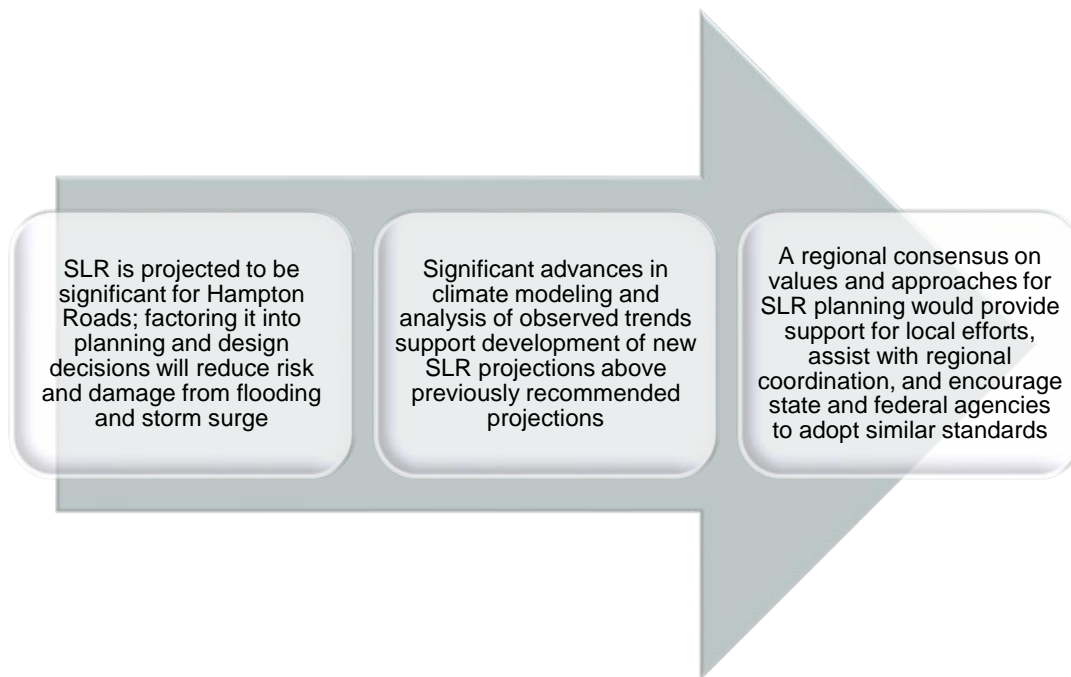 SLR is projected to be
significant for Hampton
Roads; factoring it into
planning and design
decisions will reduce risk
and damage from flooding
and storm surge
Significant advances in
climate modeling and
analysis of observed trends
support development of new
SLR projections above
previously recommended
projections
A regional consensus on
values and approaches for
SLR planning would provide
support for local efforts,
assist with regional
coordination, and encourage
state and federal agencies
to adopt similar standards